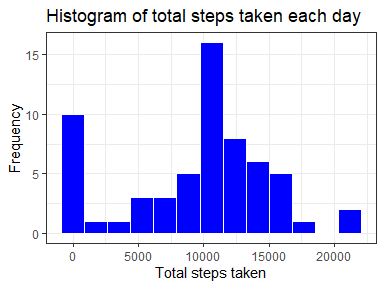 Histogram of total steps taken each day
15
10
5
0
Frequency
0 5000 10000 15000 20000
Total steps taken